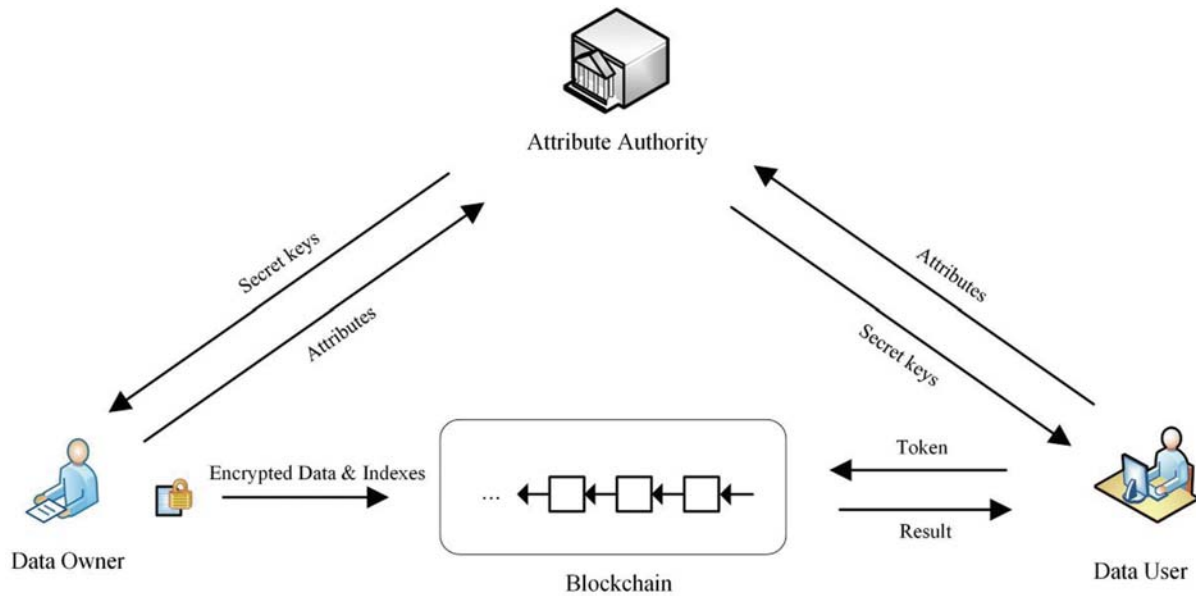 Attribute Authority
Secret keys
Attributes
Attributes
Secret keys
Encrypted Data & Indexes
...
Token
Result
Data Owner
Blockchain
Data User